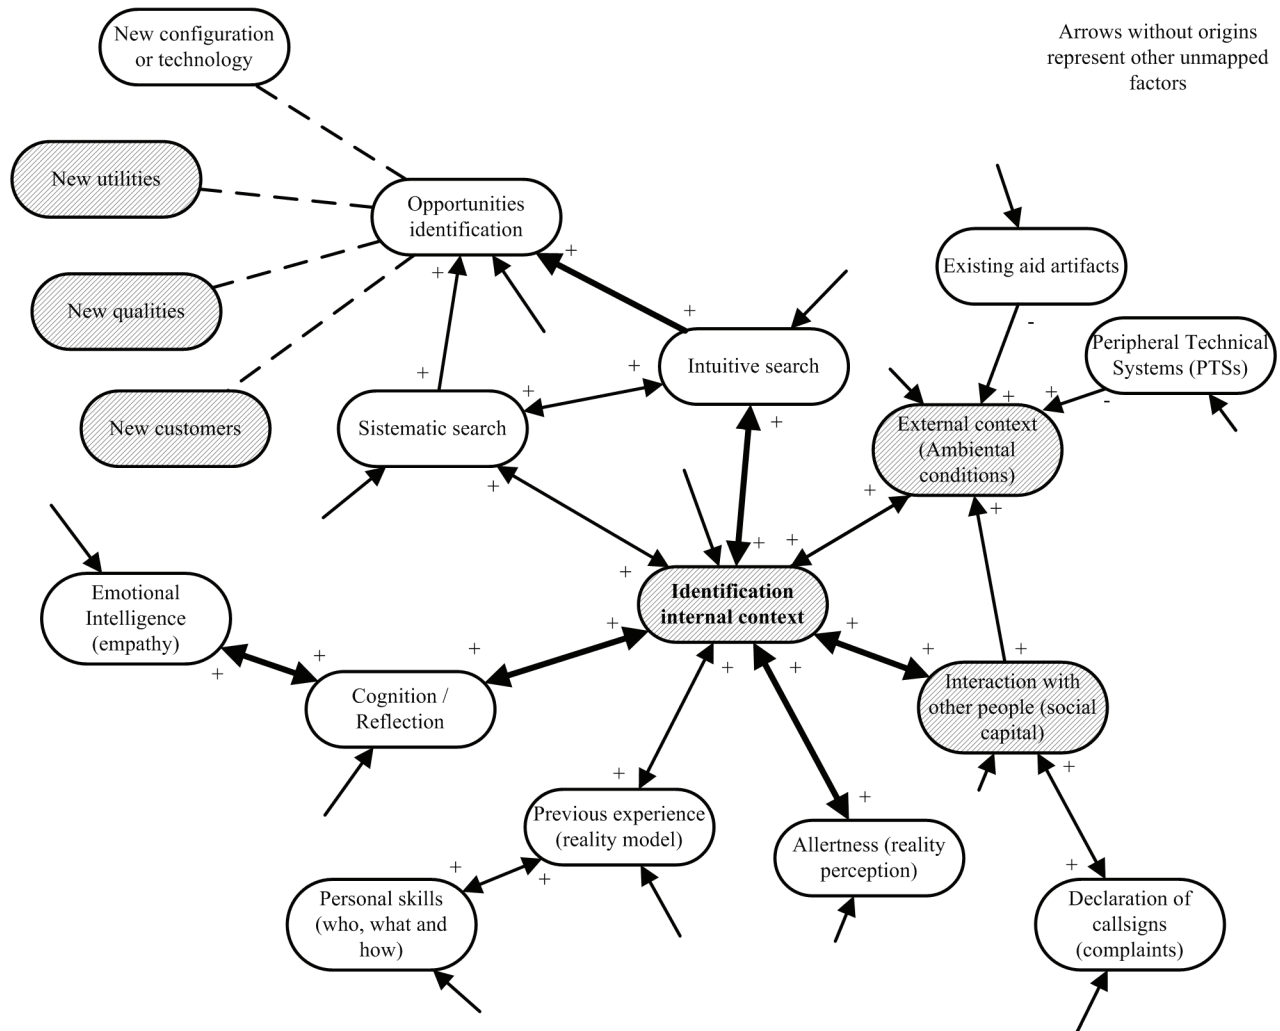 New configuration
or technology
Arrows without origins
represent other unmapped
factors
New utilities
Opportunities
identification
+
+
Existing aid artifacts
New qualities
+
-
Peripheral Technical
Systems (PTSs)
Intuitive search
+
+
+
+
+
-
New customers
Sistematic search
+
External context
(Ambiental
conditions)
+
+
+
+
+
+
Identification
internal context
Emotional
Intelligence
(empathy)
+
+
+
+
+
+
+
+
+
+
Interaction with
other people (social
capital)
Cognition /
Reflection
+
+
+
Previous experience
(reality model)
Allertness (reality
perception)
+
+
+
Personal skills
(who, what and
how)
Declaration of
callsigns
(complaints)